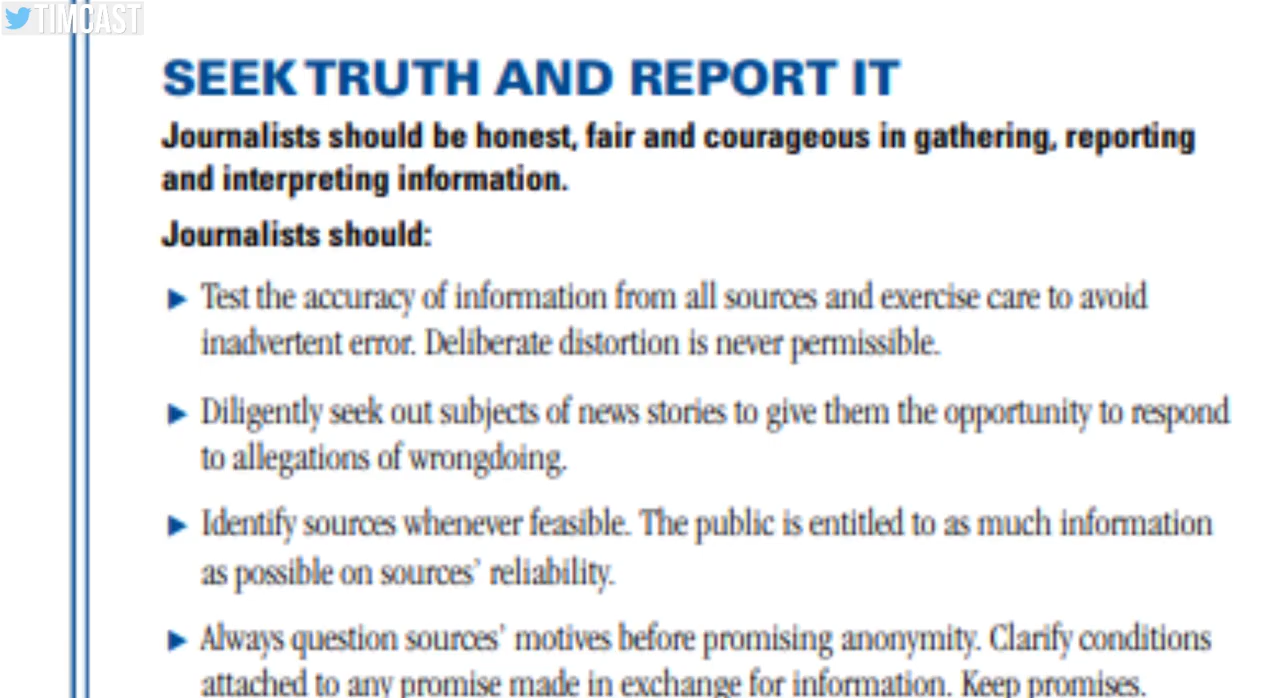 TIMCAST
SEEK TRUTH AND REPORT IT
Journalists should be honest, fair and courageous in gathering, reporting
and interpreting information.
Journalists should:
Test the accuracy of information from all sources and exercise care to avoid
inadvertent error. Deliberate distortion is never permissible.
Diligently seek out subjects of news stories to give them the opportunity to respond
to allegations of wrongdoing.
Identify sources whenever feasible. The public is entitled to as much information
as possible on sources' reliability.
Always question sources' motives before promising anonymity. Clarify conditions
attached to any promise made in exchange for information. Keep promises.